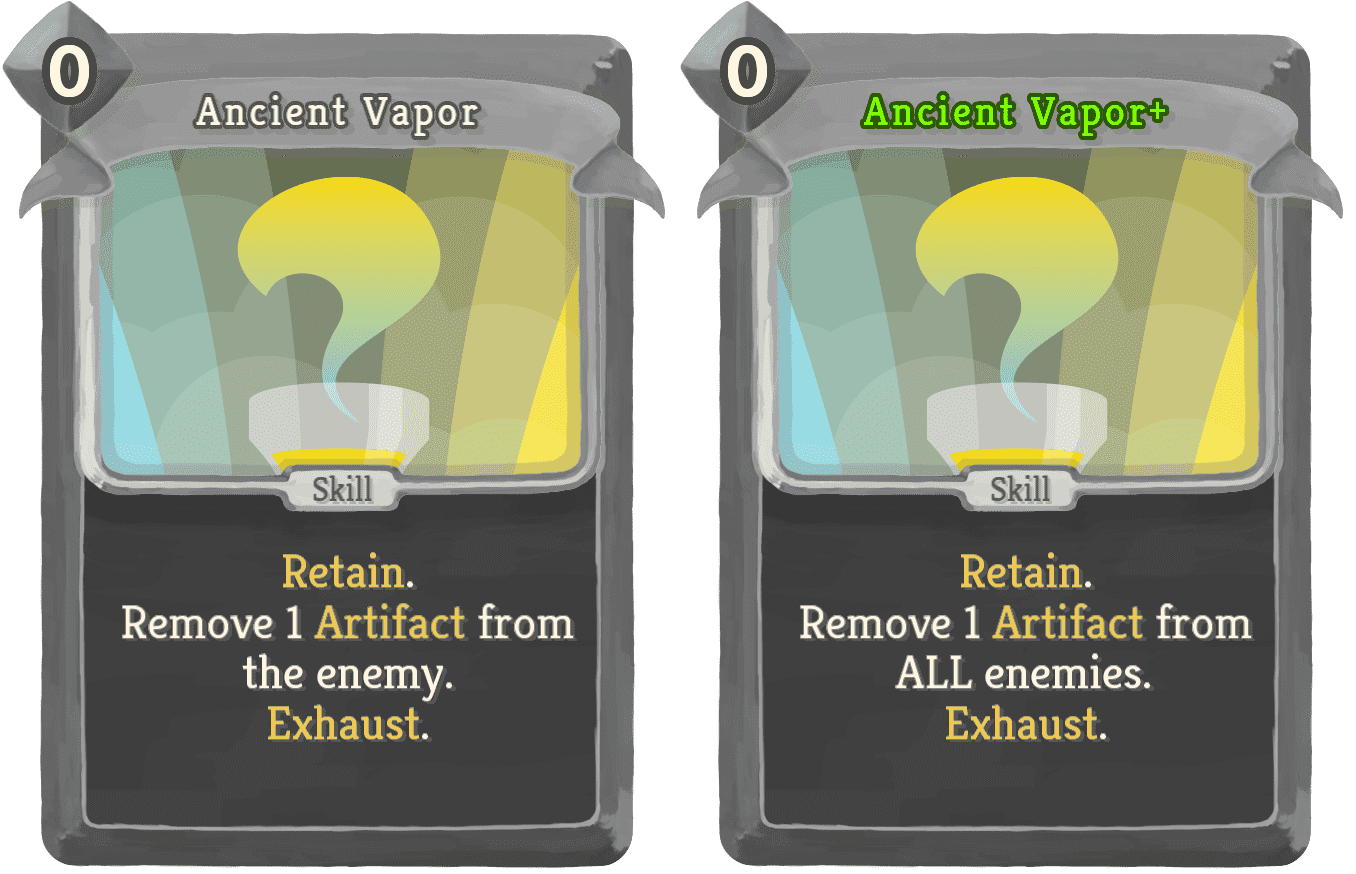 0
Ancient Vapor
Skill
Retain.
Remove 1 Artifact from
the enemy.
Exhaust.
0
Ancient Vapor+
Skill
Retain.
Remove 1 Artifact from
ALL enemies.
Exhaust.